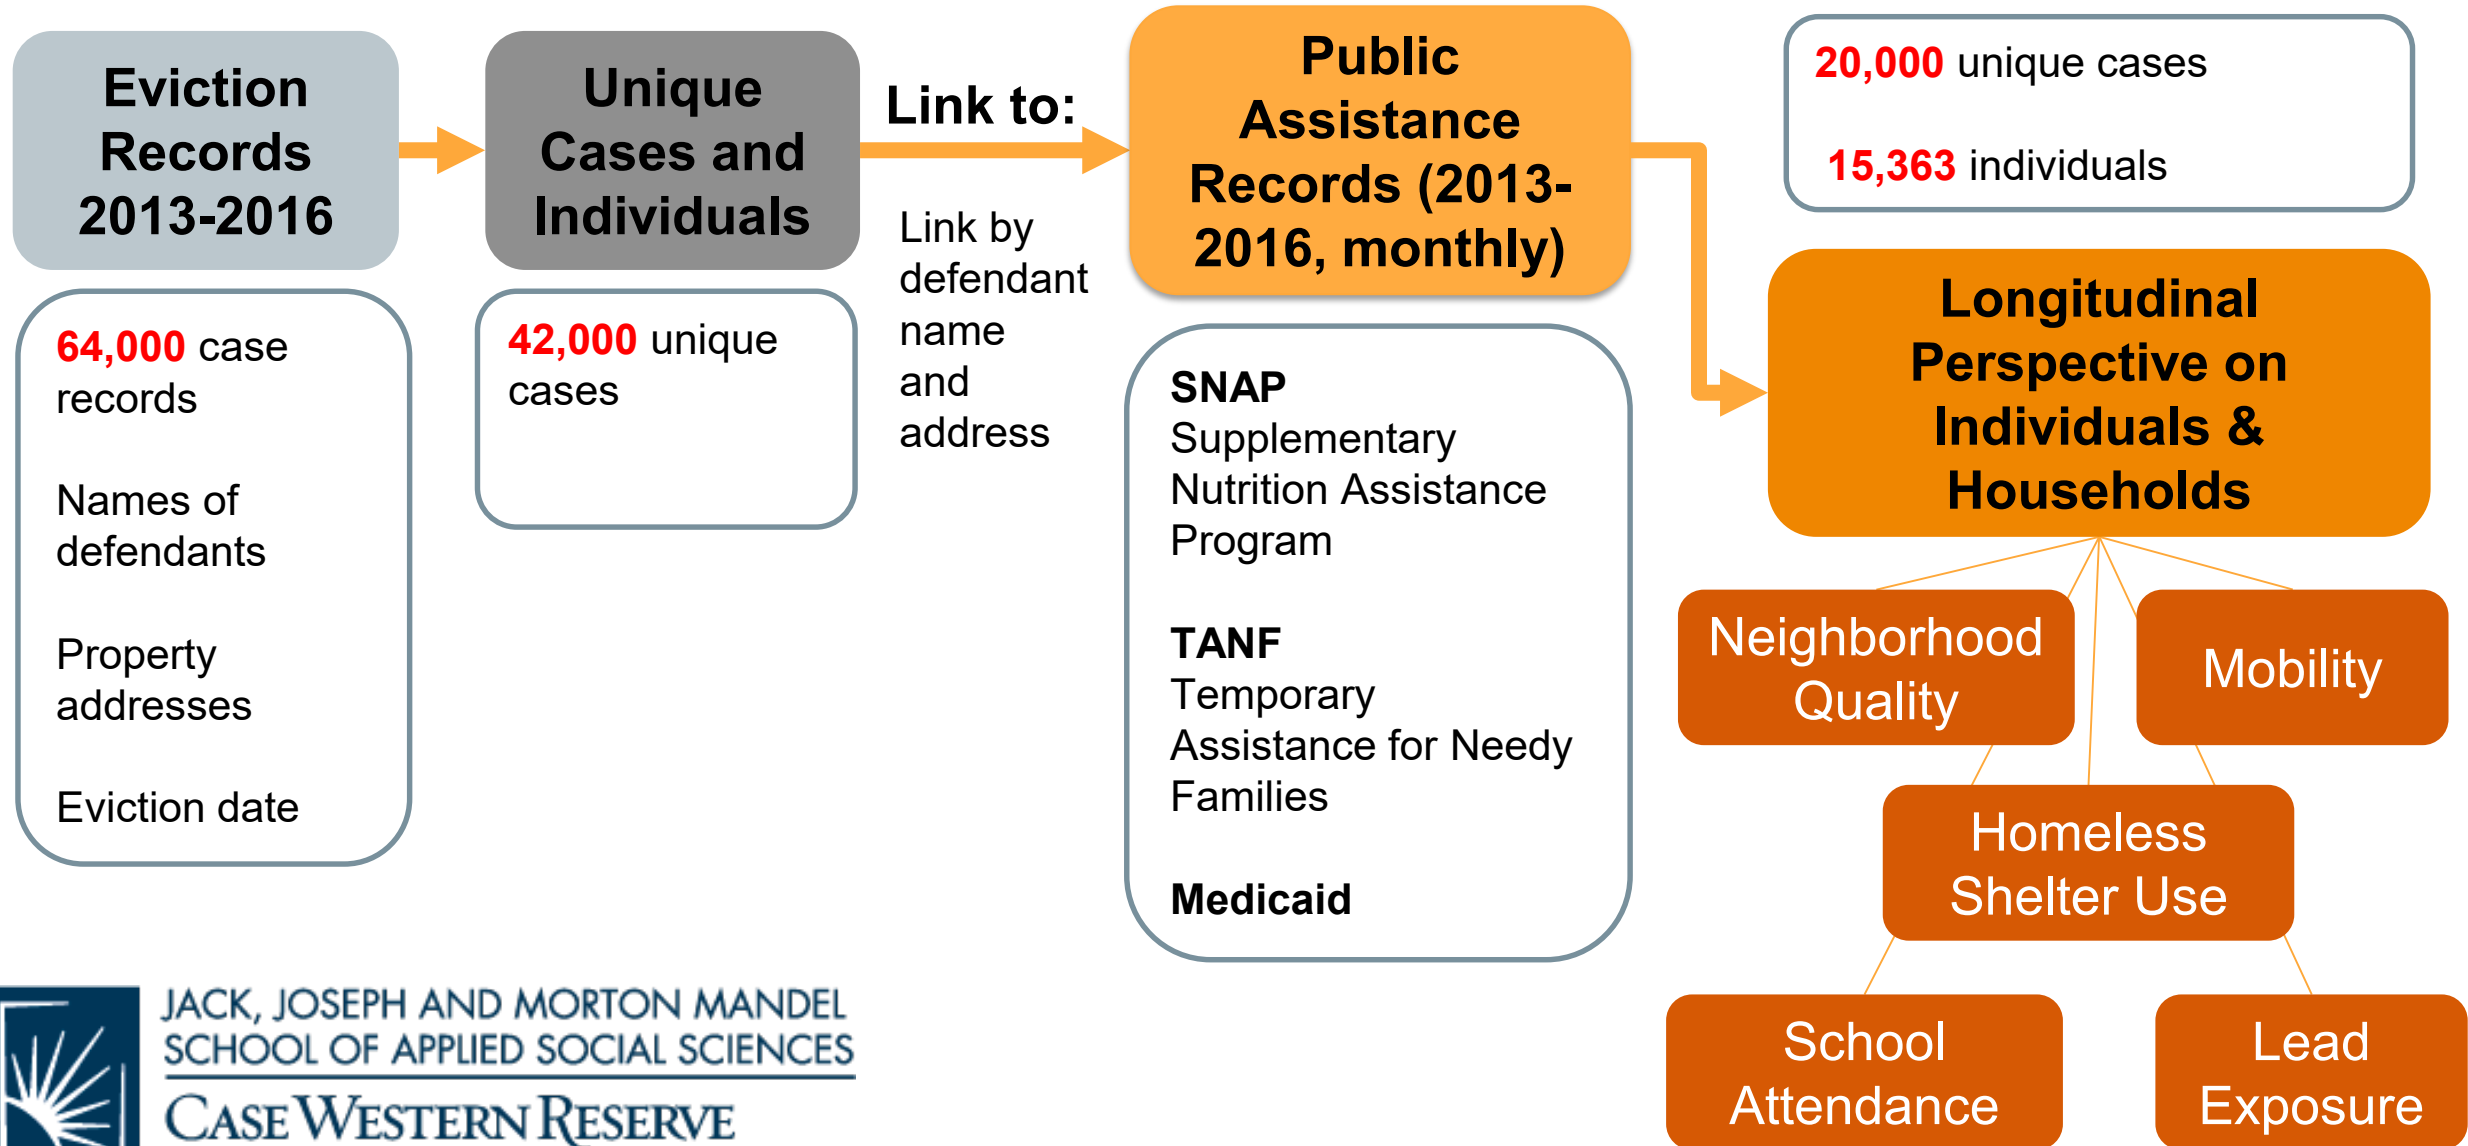 Eviction
Records
2013-2016
64,000 case
records
Names of
defendants
Property
addresses
Eviction date
Unique
Cases and
Individuals
42,000 unique
cases
Link to:
Link by
defendant
name
and
address
Public
Assistance
Records (2013-
2016, monthly)
SNAP
Supplementary
Nutrition Assistance
Program
TANF
Temporary
Assistance for Needy
Families
Medicaid
20,000 unique cases
15,363 individuals
Longitudinal
Perspective on
Individuals &
Households
Neighborhood
Quality
Mobility
Homeless
Shelter Use
School
Attendance
Lead
Exposure
JACK, JOSEPH AND MORTON MANDEL
SCHOOL OF APPLIED SOCIAL SCIENCES
CASE WESTERN RESERVE